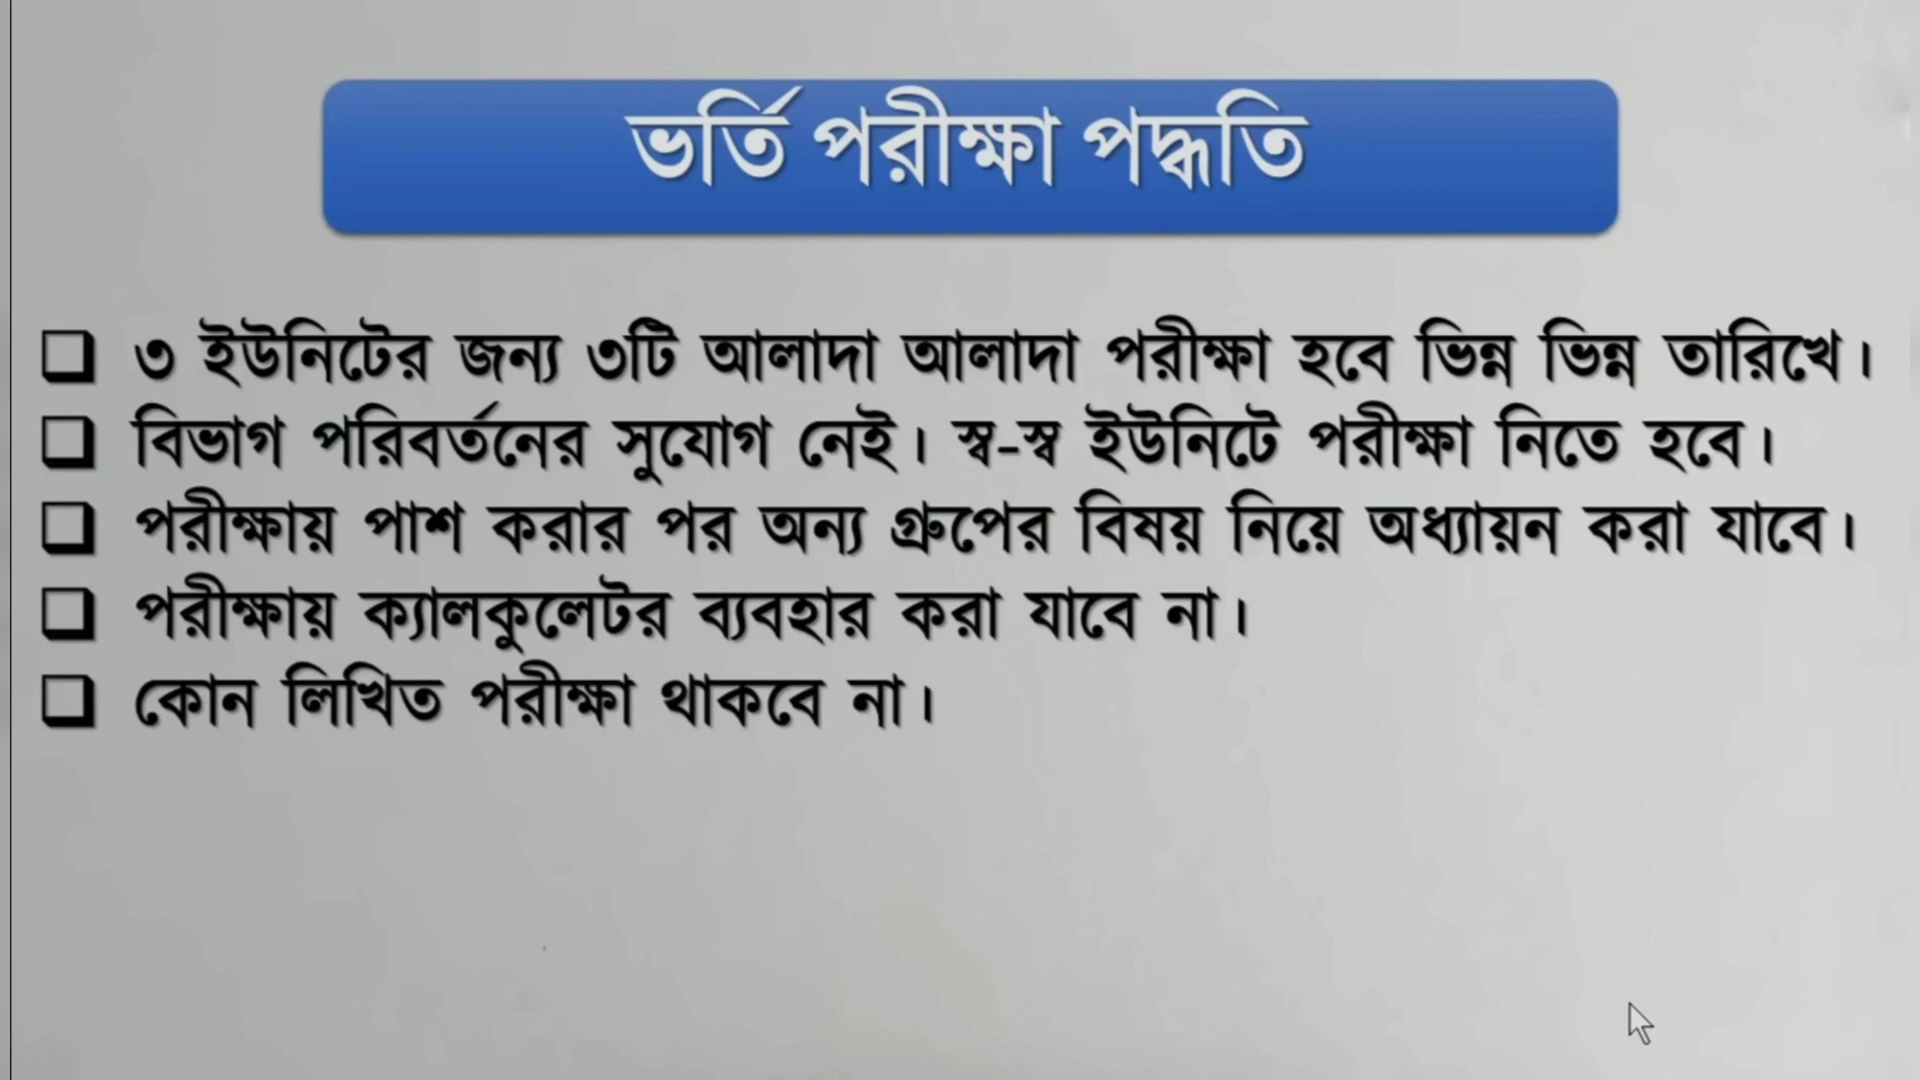 ভর্তি পরীক্ষা পদ্ধতি
৩ ইউনিটের জন্য ৩টি আলাদা আলাদা পরীক্ষা হবে ভিন্ন ভিন্ন তারিখে।
বিভাগ পরিবর্তনের সুযোগ নেই। স্ব-স্ব ইউনিটে পরীক্ষা নিতে হবে।
পরীক্ষায় পাশ করার পর অন্য গ্রুপের বিষয় নিয়ে অধ্যায়ন করা যাবে।
পরীক্ষায় ক্যালকুলেটর ব্যবহার করা যাবে না।
কোন লিখিত পরীক্ষা থাকবে না।